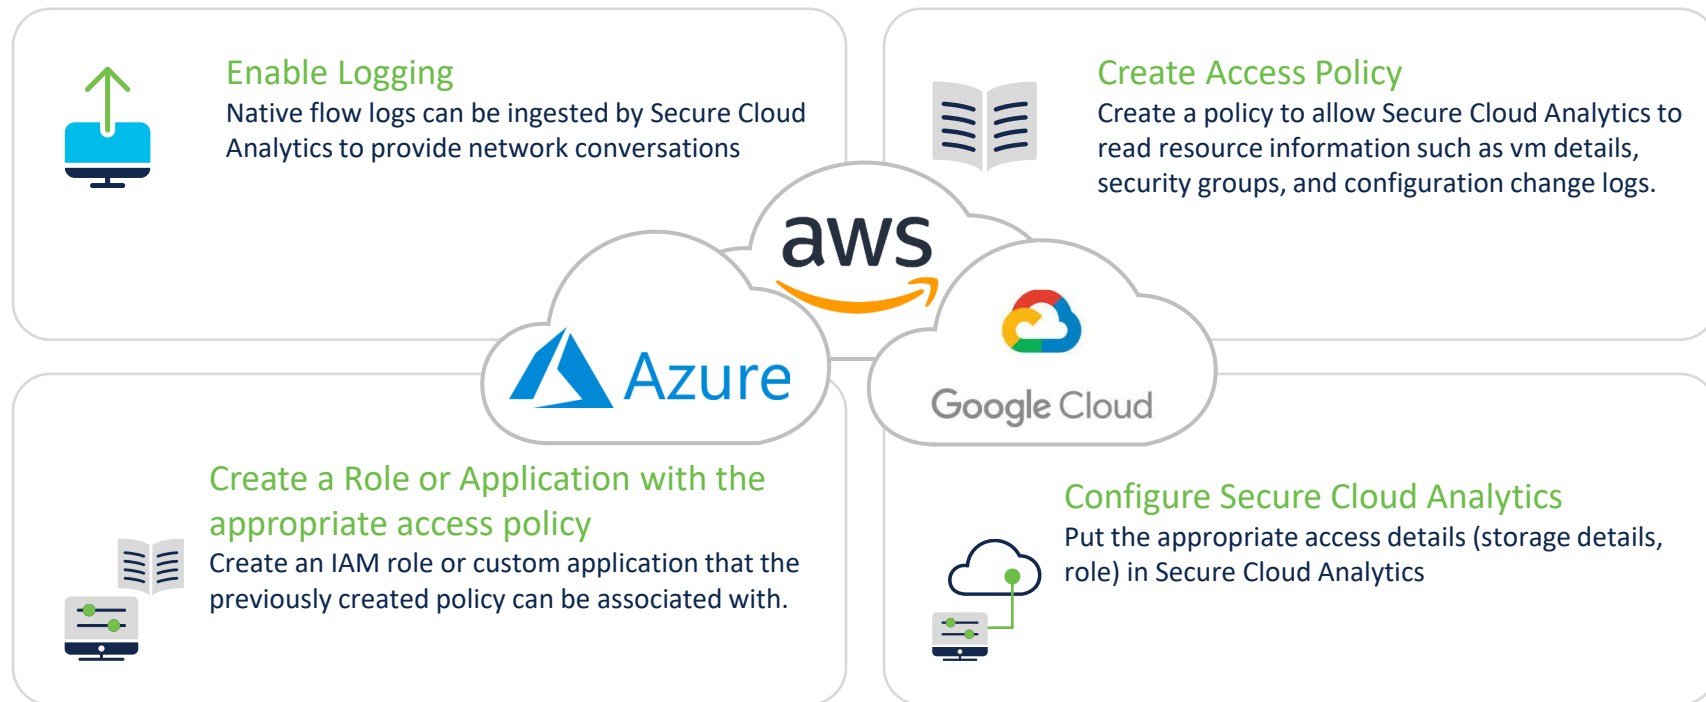 Enable Logging
Native flow logs can be ingested by Secure Cloud
Analytics to provide network conversations
Create Access Policy
Create a policy to allow Secure Cloud Analytics to
read resource information such as vm details,
security groups, and configuration change logs.
aws
Azure
Google Cloud
Create a Role or Application with the
appropriate access policy
Create an IAM role or custom application that the
previously created policy can be associated with.
Configure Secure Cloud Analytics
Put the appropriate access details (storage details,
role) in Secure Cloud Analytics